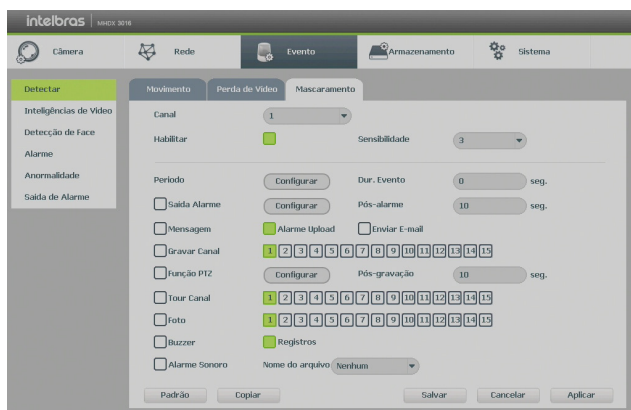 intelbras MHDX 3016
Câmera Rede Evento Armazenamento Sistema
Detectar
Inteligências de Vídeo
Detecção de Face
Alarme
Anormalidade
Saída de Alarme
Movimento Perda de Vídeo Mascaramento
Canal 1
Habilitar Sensibilidade 3
Período Configurar Dur. Evento 0 seg.
Saída Alarme Configurar Pós-alarme 10 seg.
Mensagem Alarme Upload Enviar E-mail
Gravar Canal 1 2 3 4 5 6 7 8 9 10 11 12 13 14 15
Função PTZ Configurar Pós-gravação 10 seg.
Tour Canal 1 2 3 4 5 6 7 8 9 10 11 12 13 14 15
Foto 1 2 3 4 5 6 7 8 9 10 11 12 13 14 15
Buzzer Registros
Alarme Sonoro Nome do arquivo Nenhum
Padrão Copiar Salvar Cancelar Aplicar